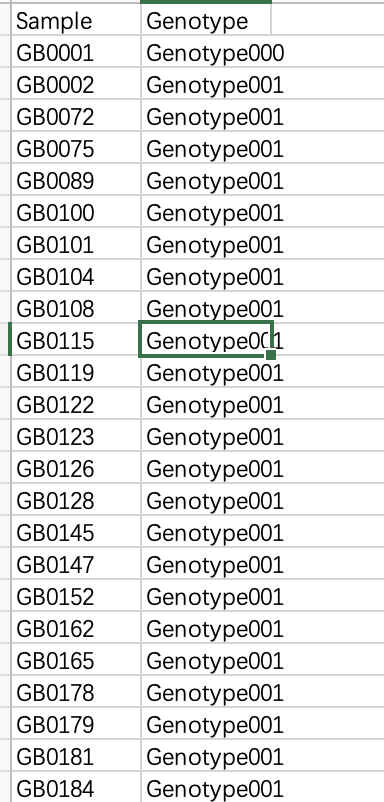 Sample Genotype
GB0001 Genotype000
GB0002 Genotype001
GB0072 Genotype001
GB0075 Genotype001
GB0089 Genotype001
GB0100 Genotype001
GB0101 Genotype001
GB0104 Genotype001
GB0108 Genotype001
GB0115 Genotype001
GB0119 Genotype001
GB0122 Genotype001
GB0123 Genotype001
GB0126 Genotype001
GB0128 Genotype001
GB0145 Genotype001
GB0147 Genotype001
GB0152 Genotype001
GB0162 Genotype001
GB0165 Genotype001
GB0178 Genotype001
GB0179 Genotype001
GB0181 Genotype001
GB0184 Genotype001